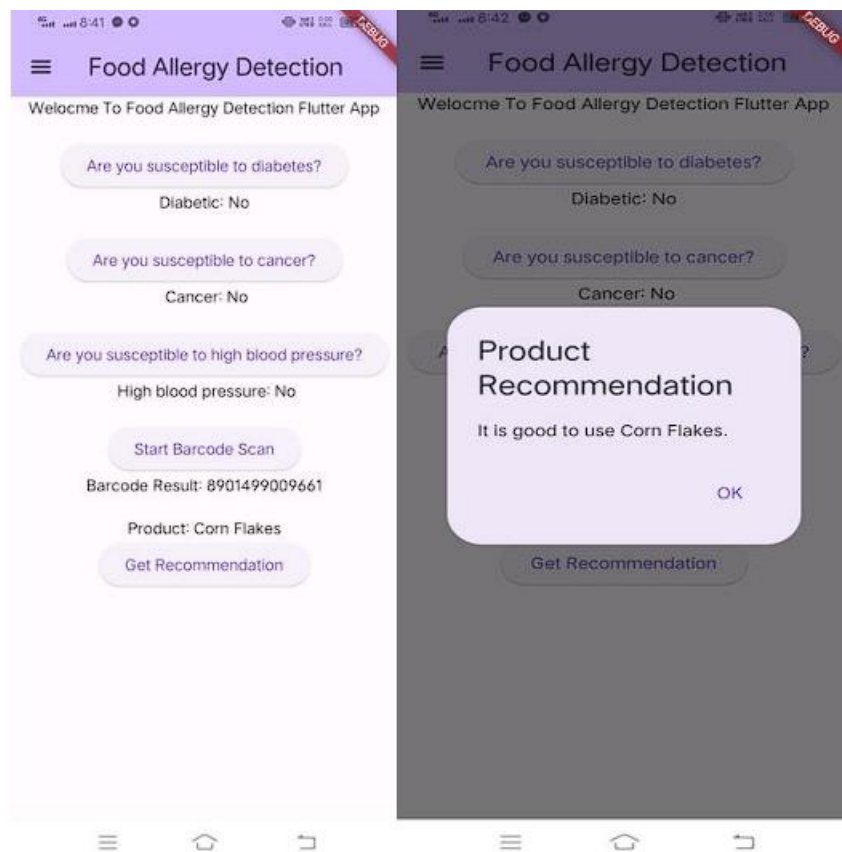 8:41
DEBUG
Food Allergy Detection
Welocme To Food Allergy Detection Flutter App
Are you susceptible to diabetes?
Diabetic: No
Are you susceptible to cancer?
Cancer: No
Are you susceptible to high blood pressure?
High blood pressure: No
Start Barcode Scan
Barcode Result: 8901499009661
Product: Corn Flakes
Get Recommendation
8:42
DEBUG
Food Allergy Detection
Welocme To Food Allergy Detection Flutter App
Are you susceptible to diabetes?
Diabetic: No
Are you susceptible to cancer?
Cancer: No
A
?
Product
Recommendation
It is good to use Corn Flakes.
OK
Get Recommendation